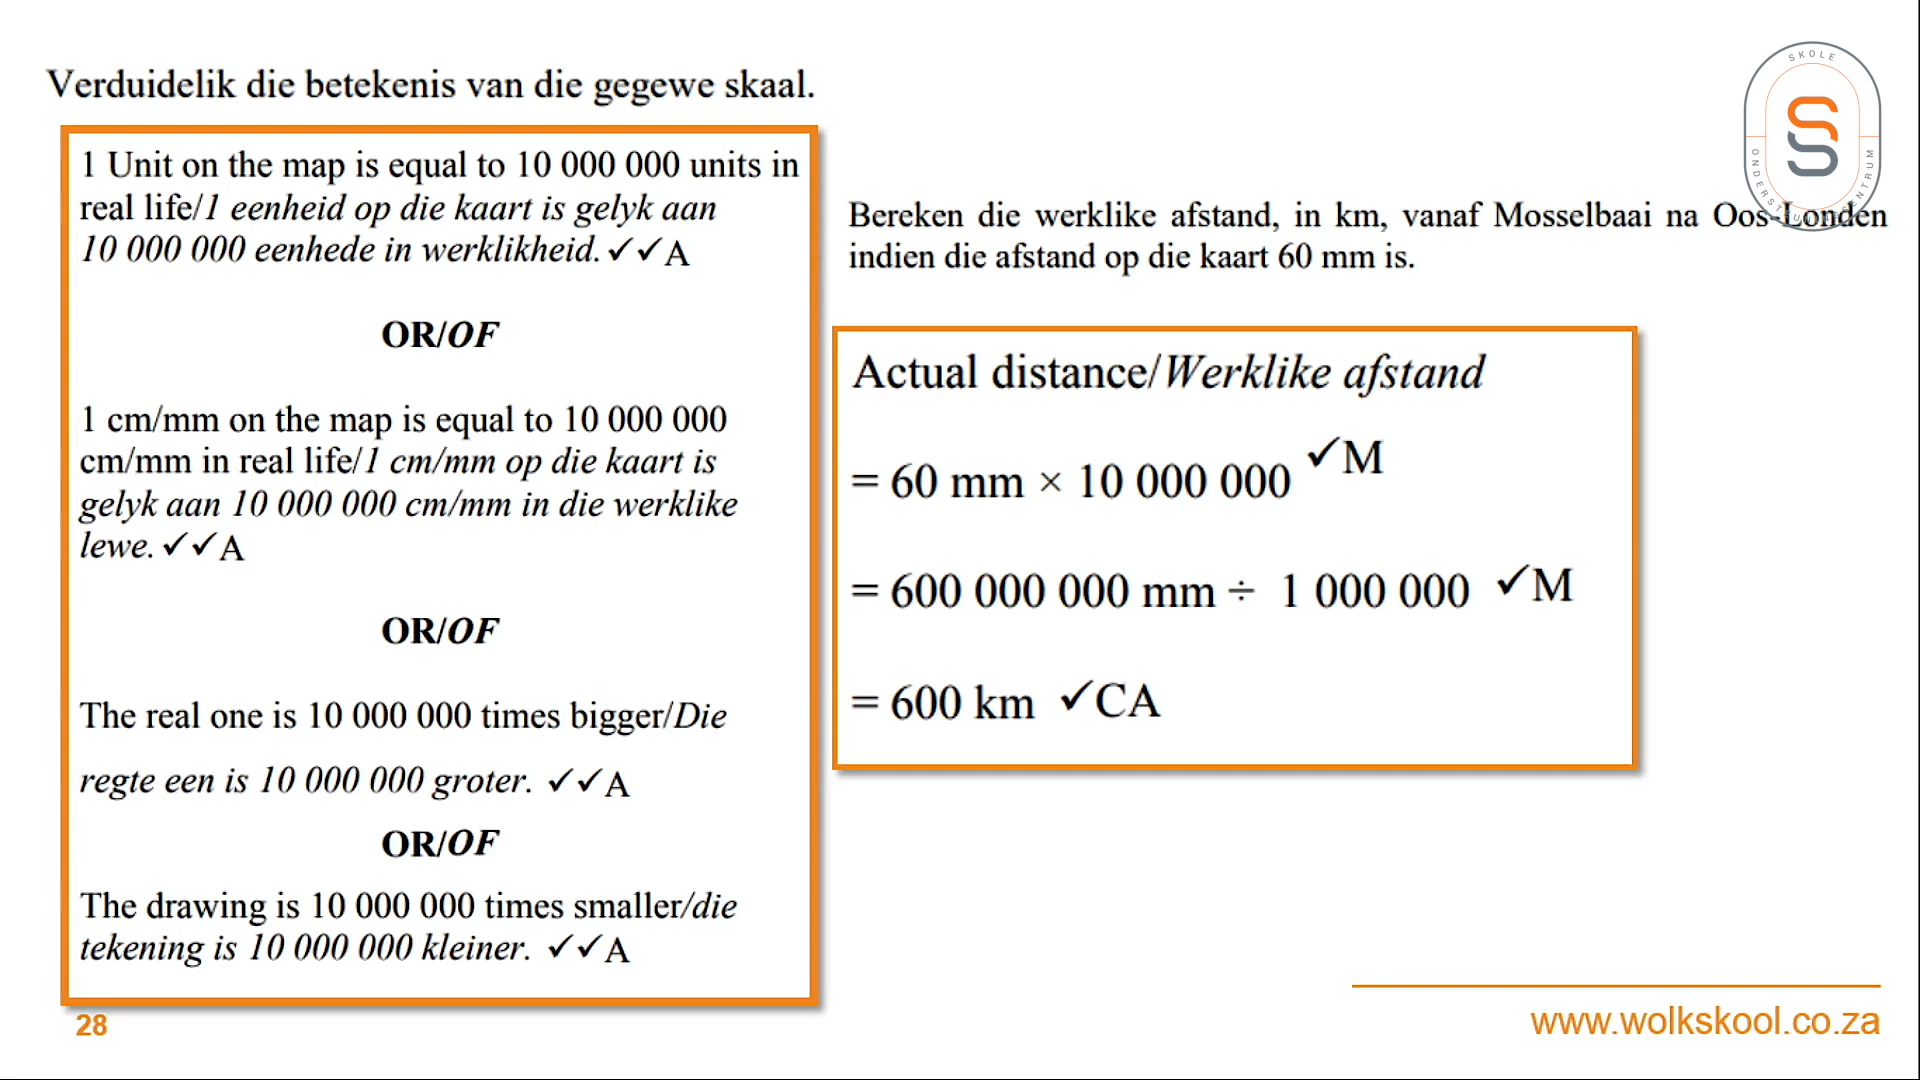 Verduidelik die betekenis van die gegewe skaal.
1 Unit on the map is equal to 10 000 000 units in
real life/1 eenheid op die kaart is gelyk aan
10 000 000 eenhede in werklikheid. ✓✓A
OR/OF
1 cm/mm on the map is equal to 10 000 000
cm/mm in real life/1 cm/mm op die kaart is
gelyk aan 10 000 000 cm/mm in die werklike
lewe. ✓✓A
OR/OF
The real one is 10 000 000 times bigger/Die
regte een is 10 000 000 groter. ✓✓A
OR/OF
The drawing is 10 000 000 times smaller/die
tekening is 10 000 000 kleiner. ✓✓A
28
SKOLE
ONDERSTEUNINGSENTRUM
Bereken die werklike afstand, in km, vanaf Mosselbaai na Oos-Londen
indien die afstand op die kaart 60 mm is.
Actual distance/Werklike afstand
= 60 mm × 10 000 000 ✓M
= 600 000 000 mm ÷ 1 000 000 ✓M
= 600 km ✓CA
www.wolkskool.co.za